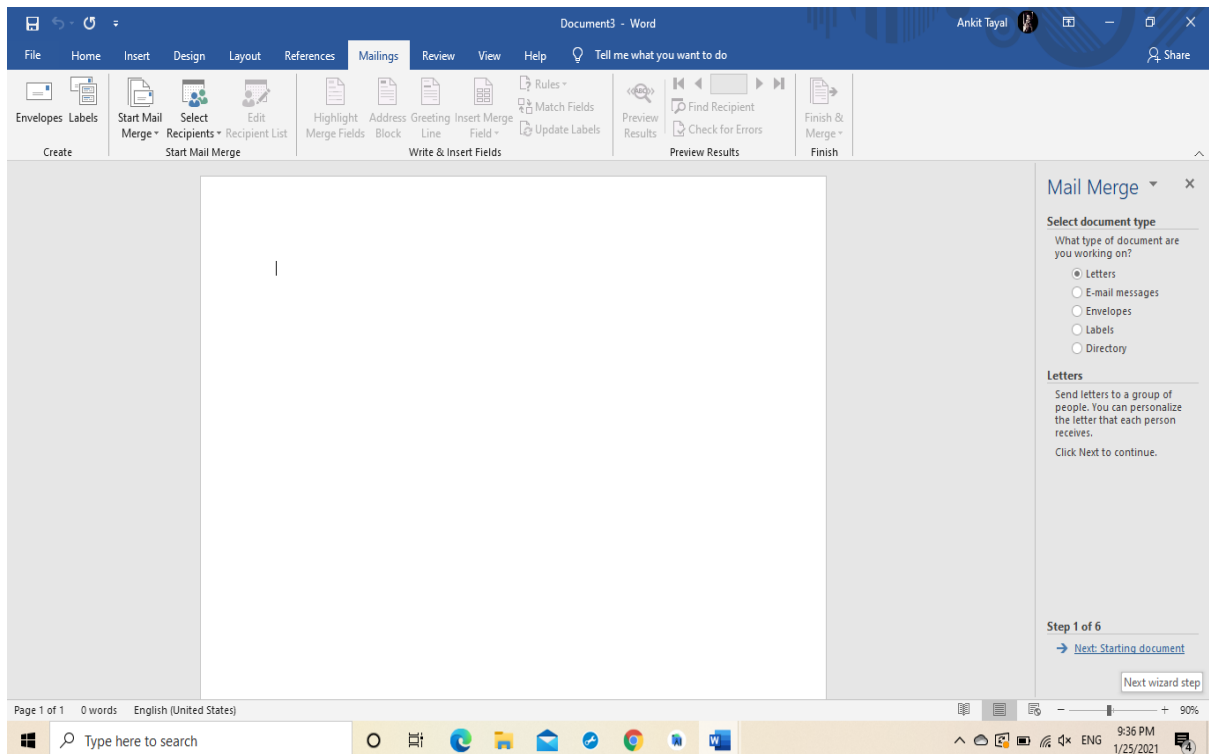 Document3 - Word
Ankit Tayal
File Home Insert Design Layout References Mailings Review View Help Tell me what you want to do
Share
Envelopes Labels
Create
Start Mail Merge
Select Recipients
Edit Recipient List
Start Mail Merge
Highlight Merge Fields
Address Block
Greeting Line
Insert Merge Field
Rules
Match Fields
Update Labels
Write & Insert Fields
ABC
Preview Results
Find Recipient
Check for Errors
Preview Results
Finish & Merge
Finish
Mail Merge
Select document type
What type of document are
you working on?
Letters
E-mail messages
Envelopes
Labels
Directory
Letters
Send letters to a group of
people. You can personalize
the letter that each person
receives.
Click Next to continue.
Step 1 of 6
Next: Starting document
Next wizard step
Page 1 of 1 0 words English (United States)
90%
Type here to search
ENG
9:36 PM
1/25/2021
4